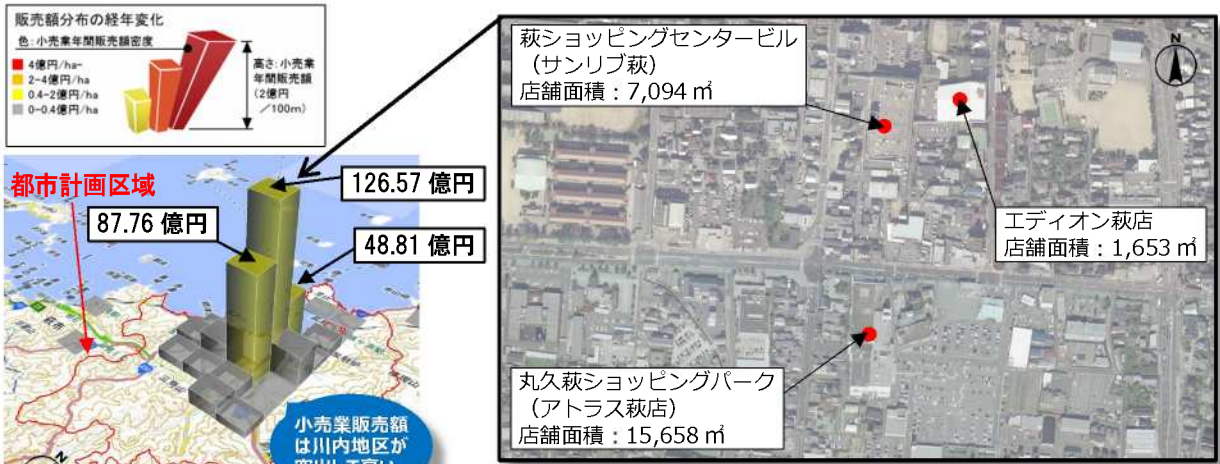 販売額分布の経年変化
色:小売業年間販売額密度
4億円/ha-
2-4億円/ha
0.4-2億円/ha
0-0.4億円/ha
高さ:小売業
年間販売額
(2億円
/100m)
都市計画区域
126.57 億円
87.76 億円
48.81 億円
小売業販売額
は川内地区が
N
萩ショッピングセンタービル
(サンリブ萩)
店舗面積:7,094 ㎡
N
エディオン萩店
店舗面積:1,653 ㎡
丸久萩ショッピングパーク
(アトラス萩店)
店舗面積:15,658 ㎡